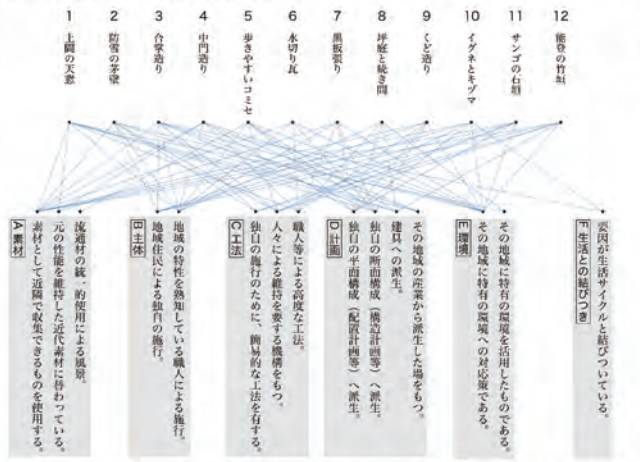 1 上閭の天窓
2 防雪の茅壁
3 合掌造り
4 中門造り
5 歩きやすいコミセ
6 水切り瓦
7 黒板張り
8 坪庭と続き間
9 くど造り
10 イグネとキヅマ
11 サンゴの石垣
12 能登の竹垣
A 素材
素材として近隣で収集できるものを使用する。
元の性能を維持した近代素材に替わっている。
流通材の統一的使用による風景。
B 主体
地域住民による独自の施行。
地域の特性を熟知している職人による施行。
C 工法
独自の施行のために、簡易的な工法を有する。
人々による維持を要する機構をもつ。
職人等による高度な工法。
D 計画
独自の平面構成（配置計画等）へ派生。
独自の断面構成（構造計画等）へ派生。
建具への派生。
その地域の産業から派生した場をもつ。
E 環境
その地域に特有の環境への対応策である。
その地域に特有の環境を活用したものである。
F 生活との結びつき
要因が生活サイクルと結びついている。